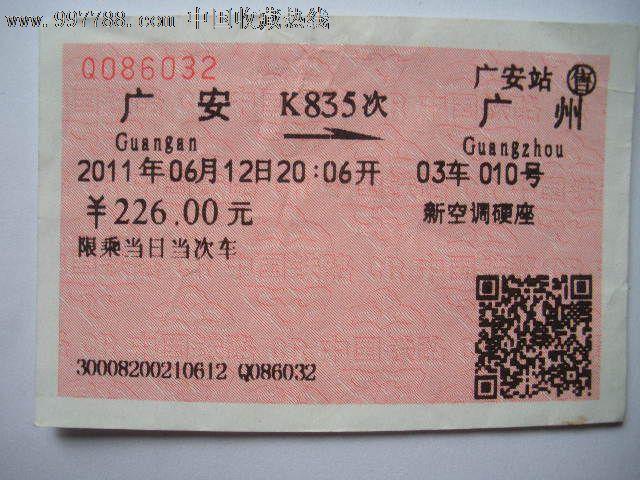 www.997788.com 中国收藏热线
Q086032
广安站 售
广安 K835次 广州
Guangan Guangzhou
2011年06月12日20:06开 03车 010号
￥226.00元 新空调硬座
限乘当日当次车
30008200210612 Q086032